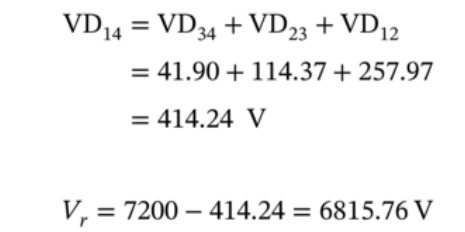 VD₁₄ = VD₃₄ + VD₂₃ + VD₁₂
= 41.90 + 114.37 + 257.97
= 414.24 V
Vᵣ = 7200 − 414.24 = 6815.76 V